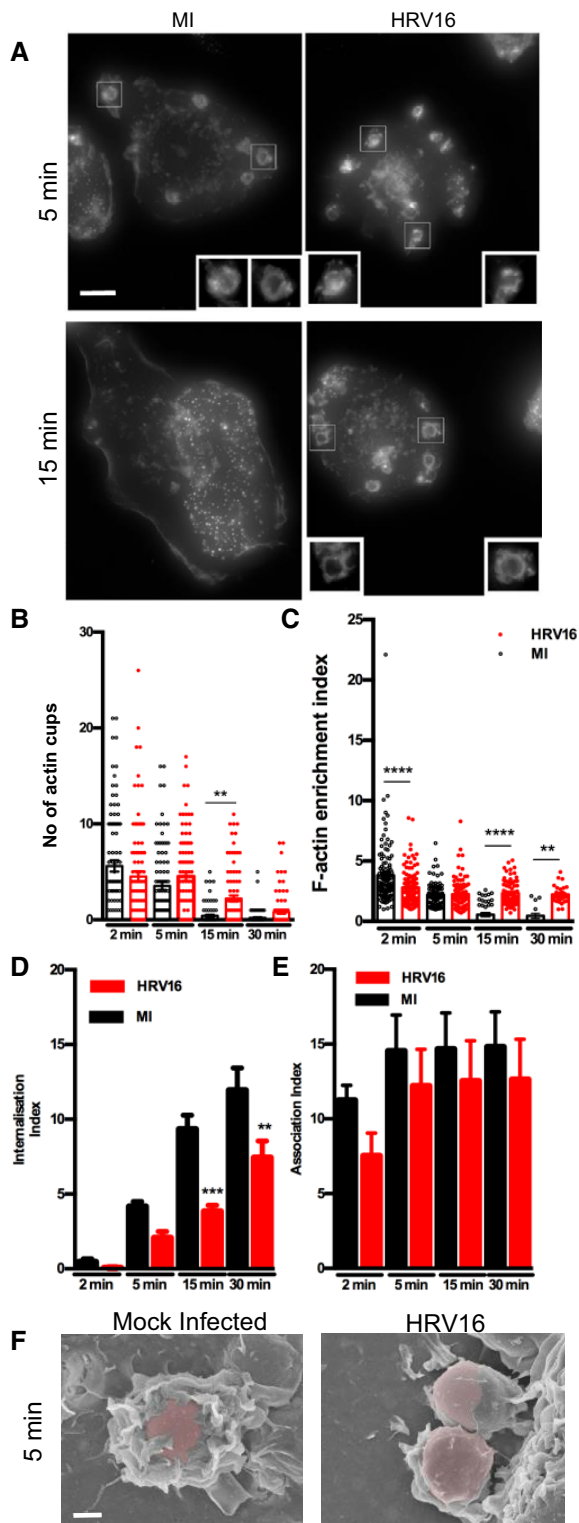 MI
HRV16
A
5 min
15 min
B
C
30
20
10
0
No of actin cups
**
2 min
5 min
15 min
30 min
25
20
15
10
5
0
F-actin enrichment index
HRV16
MI
****
****
**
2 min
5 min
15 min
30 min
D
E
20
15
10
5
0
Internalisation
Index
HRV16
MI
***
**
2 min
5 min
15 min
30 min
20
15
10
5
0
Association Index
HRV16
MI
2 min
5 min
15 min
30 min
Mock Infected
HRV16
F
5 min